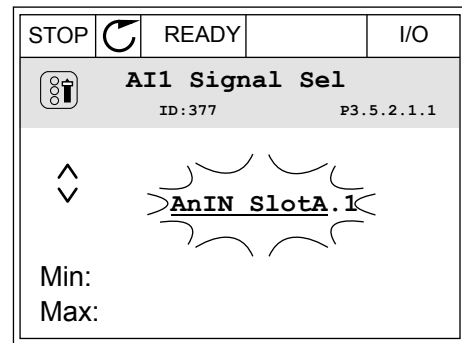 STOP READY I/O
AI1 Signal Sel
ID:377 P3.5.2.1.1
AnIN SlotA.1
Min:
Max: